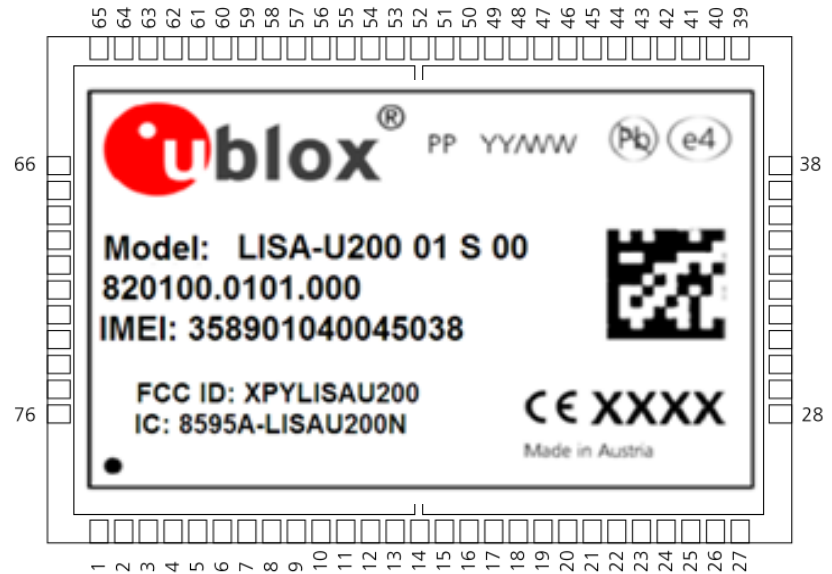 65 64 63 62 61 60 59 58 57 56 55 54 53 52 51 50 49 48 47 46 45 44 43 42 41 40 39
ublox® PP YY/WW Pb e4
66 38
Model: LISA-U200 01 S 00
820100.0101.000
IMEI: 358901040045038
FCC ID: XPYLISAU200
IC: 8595A-LISAU200N
CE XXXX
76 28
Made in Austria
1 2 3 4 5 6 7 8 9 10 11 12 13 14 15 16 17 18 19 20 21 22 23 24 25 26 27